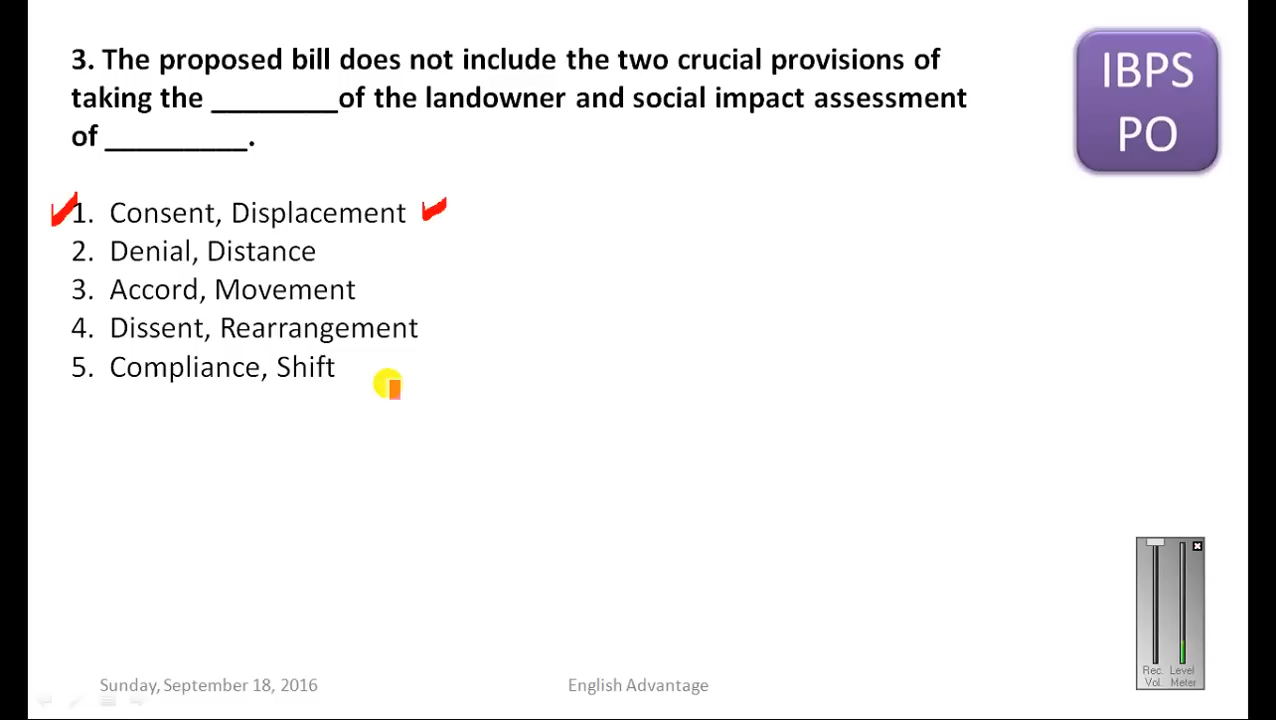 3. The proposed bill does not include the two crucial provisions of
taking the ________of the landowner and social impact assessment
of _________.
IBPS
PO
1. Consent, Displacement
2. Denial, Distance
3. Accord, Movement
4. Dissent, Rearrangement
5. Compliance, Shift
Rec. Level
Vol. Meter
Sunday, September 18, 2016
English Advantage